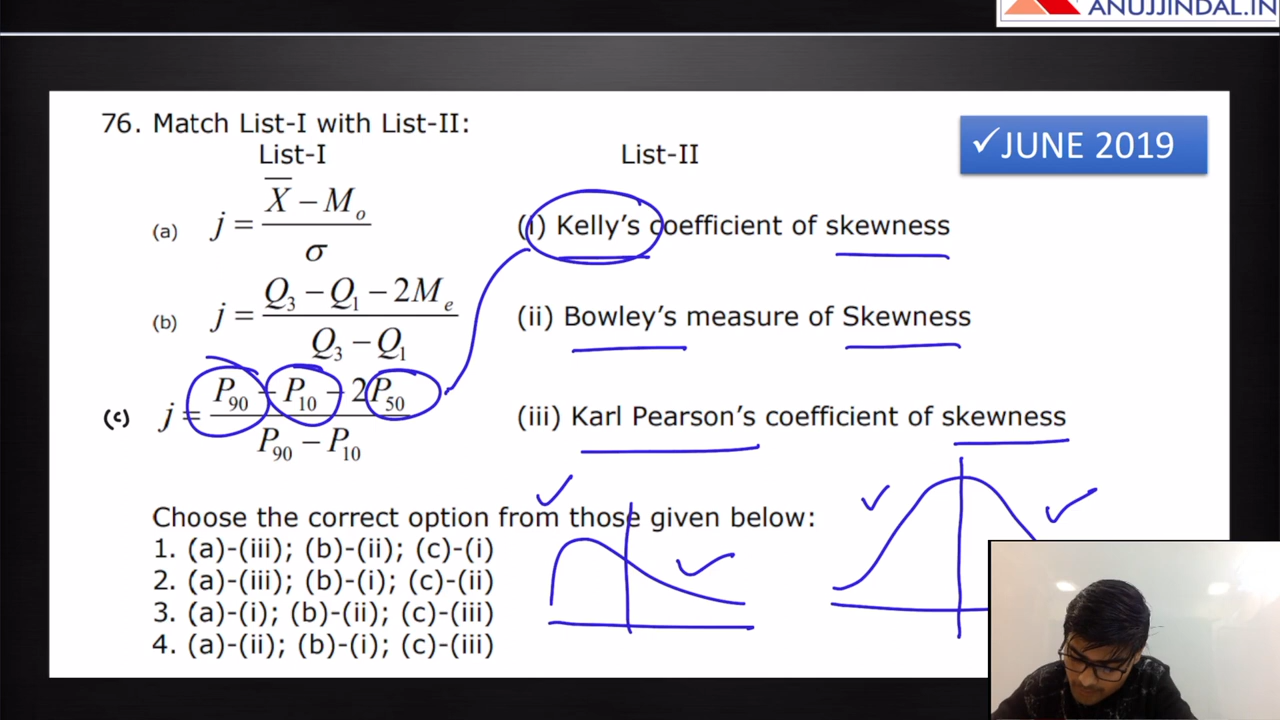 ANUJJINDAL.IN
76. Match List-I with List-II:
✓JUNE 2019
List-I List-II
(a) j = (X̅ − Mₒ) / σ (i) Kelly's coefficient of skewness
(b) j = (Q₃ − Q₁ − 2Mₑ) / (Q₃ − Q₁) (ii) Bowley's measure of Skewness
(c) j = (P₉₀ − P₁₀ − 2P₅₀) / (P₉₀ − P₁₀) (iii) Karl Pearson's coefficient of skewness
Choose the correct option from those given below:
1. (a)-(iii); (b)-(ii); (c)-(i)
2. (a)-(iii); (b)-(i); (c)-(ii)
3. (a)-(i); (b)-(ii); (c)-(iii)
4. (a)-(ii); (b)-(i); (c)-(iii)